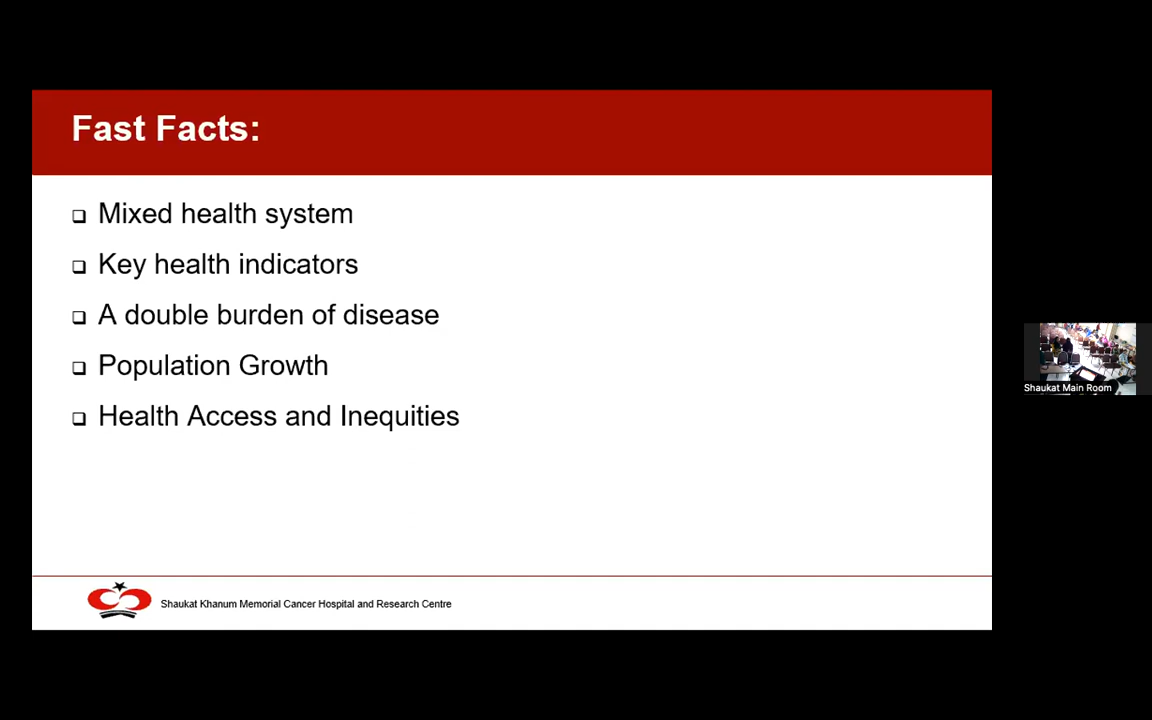 Fast Facts:
Mixed health system
Key health indicators
A double burden of disease
Population Growth
Health Access and Inequities
Shaukat Main Room
Shaukat Khanum Memorial Cancer Hospital and Research Centre